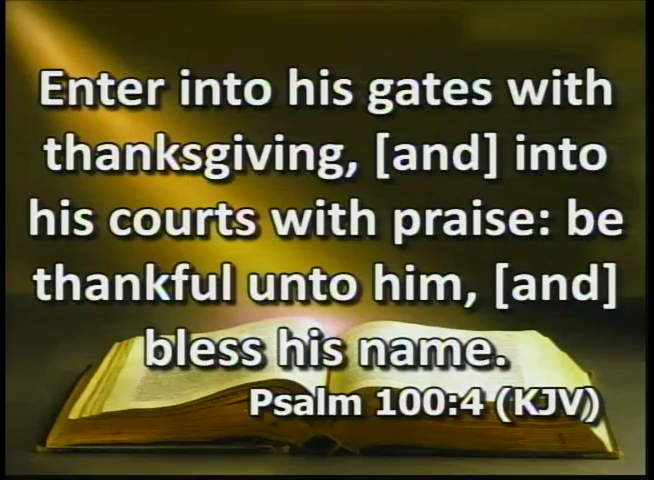 Enter into his gates with
thanksgiving, [and] into
his courts with praise: be
thankful unto him, [and]
bless his name.
Psalm 100:4 (KJV)